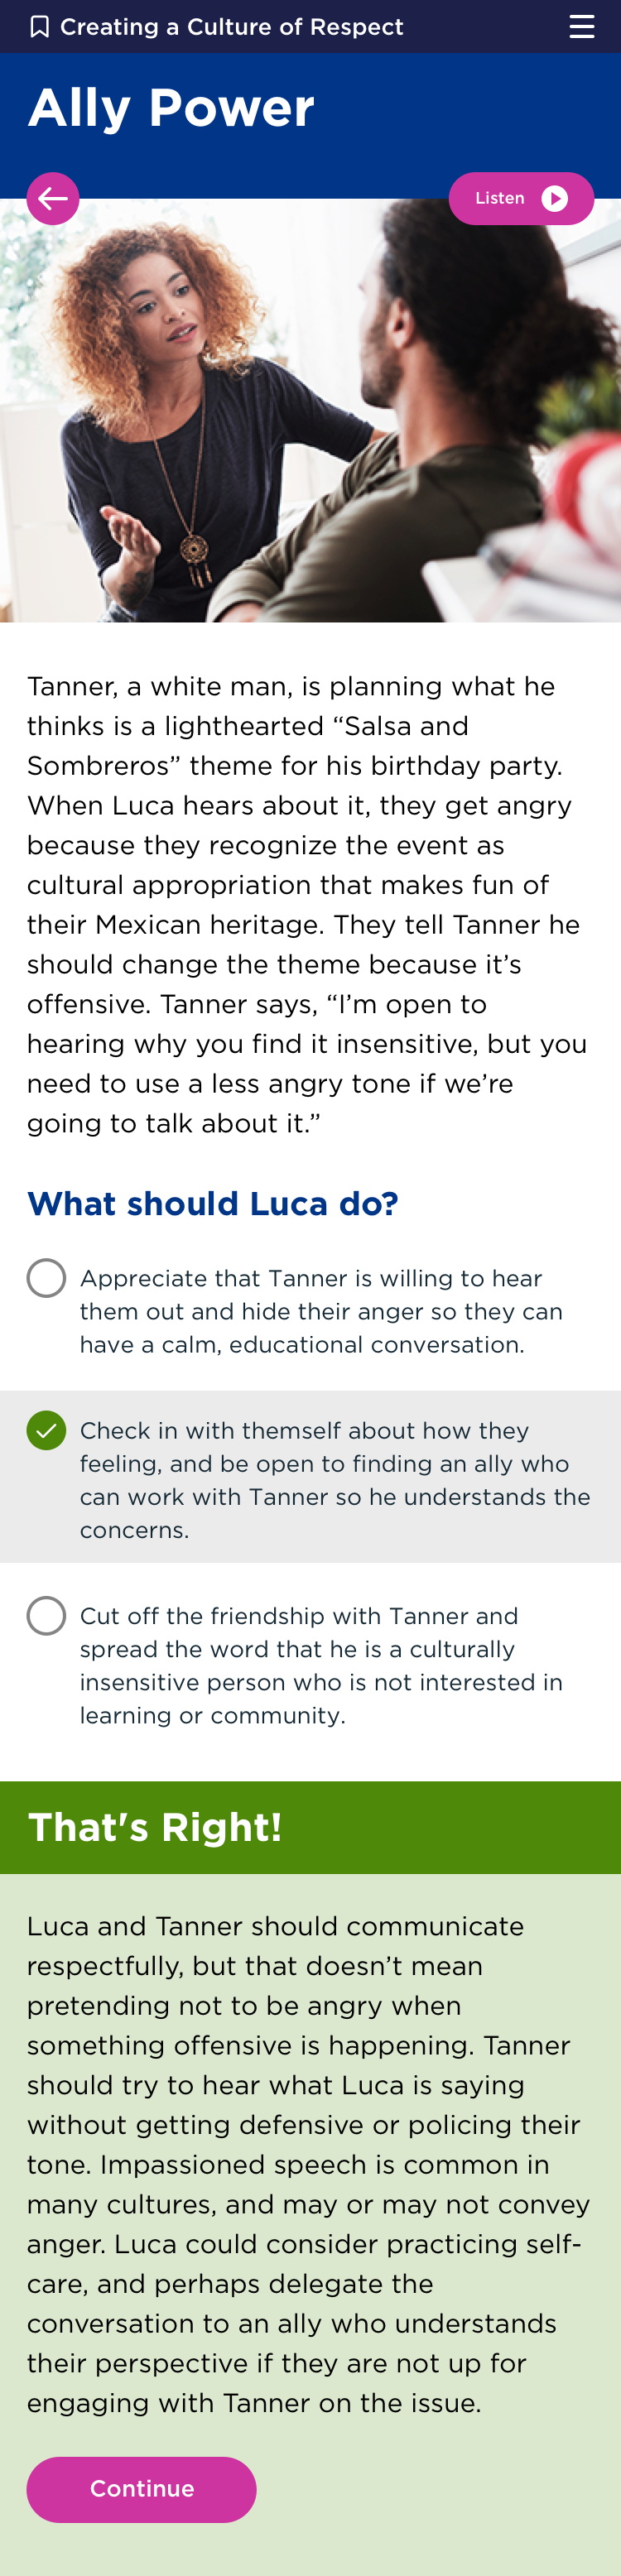 Creating a Culture of Respect
Ally Power
Listen
Tanner, a white man, is planning what he
thinks is a lighthearted “Salsa and
Sombreros” theme for his birthday party.
When Luca hears about it, they get angry
because they recognize the event as
cultural appropriation that makes fun of
their Mexican heritage. They tell Tanner he
should change the theme because it’s
offensive. Tanner says, “I’m open to
hearing why you find it insensitive, but you
need to use a less angry tone if we’re
going to talk about it.”
What should Luca do?
Appreciate that Tanner is willing to hear
them out and hide their anger so they can
have a calm, educational conversation.
Check in with themself about how they
feeling, and be open to finding an ally who
can work with Tanner so he understands the
concerns.
Cut off the friendship with Tanner and
spread the word that he is a culturally
insensitive person who is not interested in
learning or community.
That's Right!
Luca and Tanner should communicate
respectfully, but that doesn’t mean
pretending not to be angry when
something offensive is happening. Tanner
should try to hear what Luca is saying
without getting defensive or policing their
tone. Impassioned speech is common in
many cultures, and may or may not convey
anger. Luca could consider practicing self-
care, and perhaps delegate the
conversation to an ally who understands
their perspective if they are not up for
engaging with Tanner on the issue.
Continue